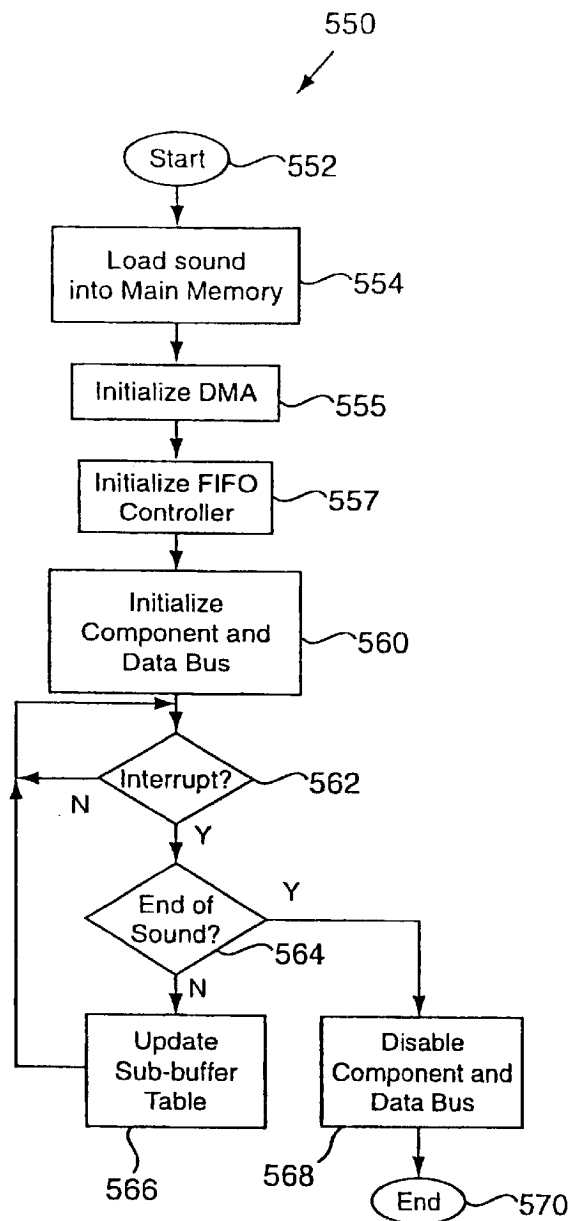 550
Start
552
Load sound
into Main Memory
554
Initialize DMA
555
Initialize FIFO
Controller
557
Initialize
Component and
Data Bus
560
Interrupt?
562
N
Y
End of
Sound?
564
Y
N
Update
Sub-buffer
Table
566
Disable
Component and
Data Bus
568
End
570